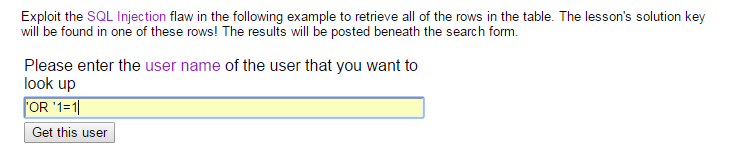 Exploit the SQL Injection flaw in the following example to retrieve all of the rows in the table. The lesson's solution key
will be found in one of these rows! The results will be posted beneath the search form.
Please enter the user name of the user that you want to
look up
'OR '1=1
Get this user